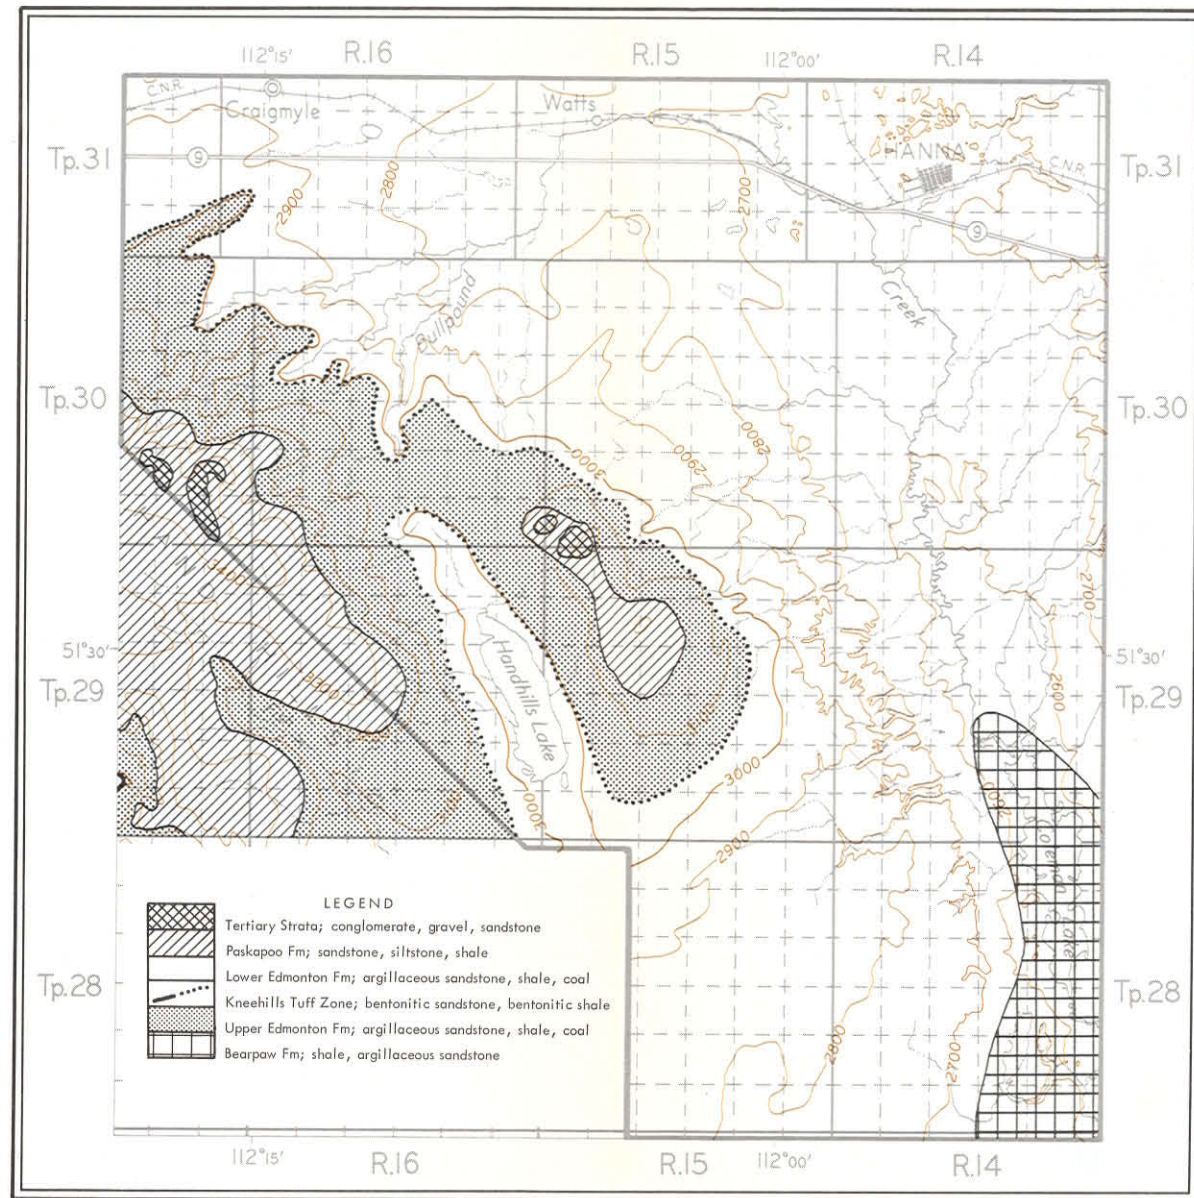 112°15' R.16 R.15 112°00' R.14
C.N.R.
Craigmyle
Watts
HANNA
C.N.R.
Tp.31
9
2800
2900
2700
9
Tp.31
Bullpound
Creek
Tp.30
3000
2900
2800
Tp.30
3400
2700
51°30'
51°30'
Tp.29
Handhills Lake
2600
Tp.29
3000
3000
2600
2900
LEGEND
Tertiary Strata; conglomerate, gravel, sandstone
Paskapoo Fm; sandstone, siltstone, shale
Lower Edmonton Fm; argillaceous sandstone, shale, coal
Kneehills Tuff Zone; bentonitic sandstone, bentonitic shale
Upper Edmonton Fm; argillaceous sandstone, shale, coal
Bearpaw Fm; shale, argillaceous sandstone
Tp.28
Lake
Tp.28
2800
2700
112°15' R.16 R.15 112°00' R.14